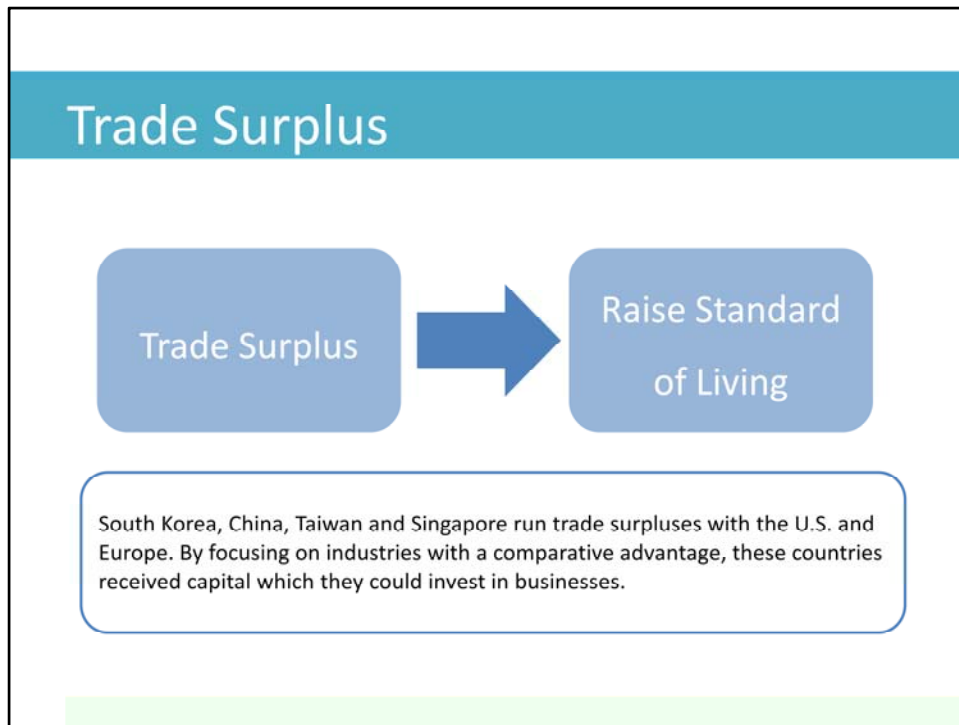 Trade Surplus
Trade Surplus
Raise Standard
of Living
South Korea, China, Taiwan and Singapore run trade surpluses with the U.S. and
Europe. By focusing on industries with a comparative advantage, these countries
received capital which they could invest in businesses.